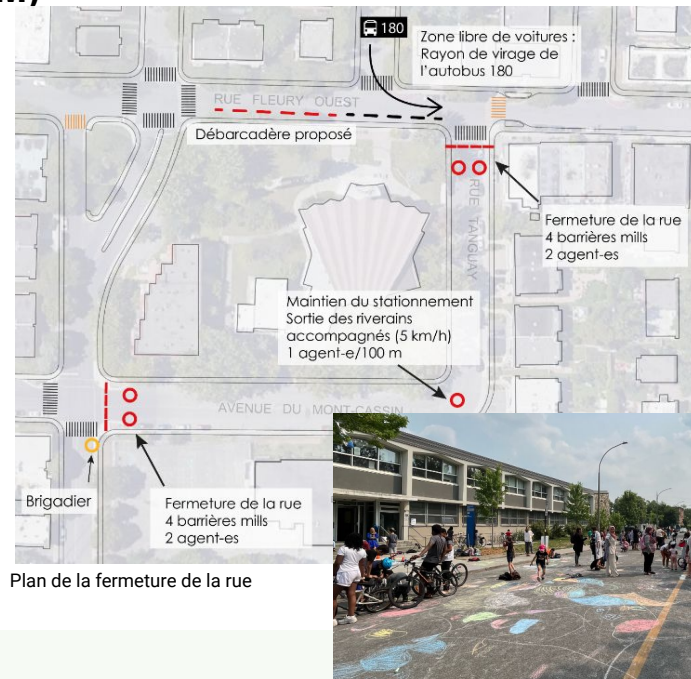 180
Zone libre de voitures :
Rayon de virage de
l'autobus 180
RUE FLEURY OUEST
Débarcadère proposé
RUE TANGUAY
Fermeture de la rue
4 barrières mills
2 agent-es
Maintien du stationnement
Sortie des riverains
accompagnés (5 km/h)
1 agent-e/100 m
AVENUE DU MONT-CASSIN
Brigadier
Fermeture de la rue
4 barrières mills
2 agent-es
Plan de la fermeture de la rue